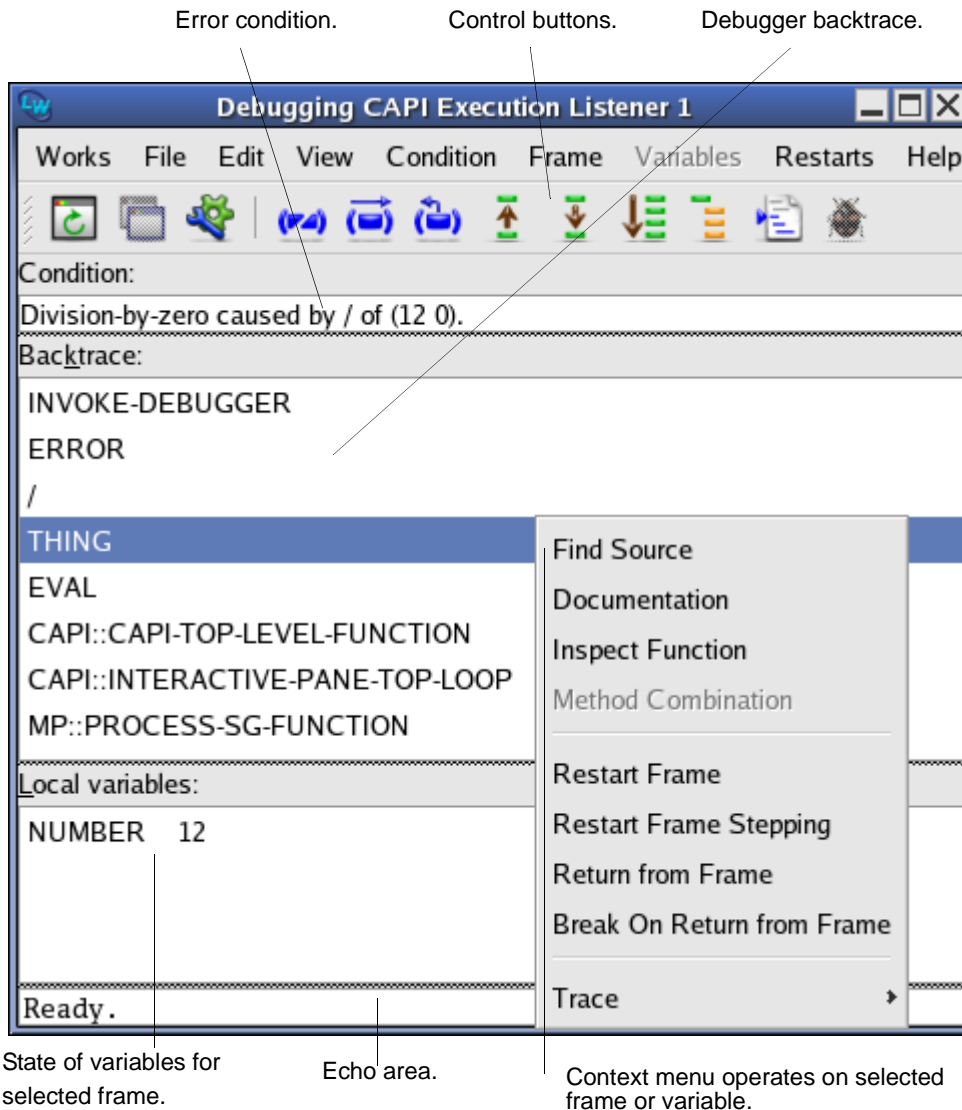 Error condition. Control buttons. Debugger backtrace.
LW Debugging CAPI Execution Listener 1
Works File Edit View Condition Frame Variables Restarts Help
Condition:
Division-by-zero caused by / of (12 0).
Backtrace:
INVOKE-DEBUGGER
ERROR
/
THING
EVAL
CAPI::CAPI-TOP-LEVEL-FUNCTION
CAPI::INTERACTIVE-PANE-TOP-LOOP
MP::PROCESS-SG-FUNCTION
Find Source
Documentation
Inspect Function
Method Combination
Restart Frame
Restart Frame Stepping
Return from Frame
Break On Return from Frame
Trace
Local variables:
NUMBER 12
Ready.
State of variables for
selected frame.
Echo area.
Context menu operates on selected
frame or variable.